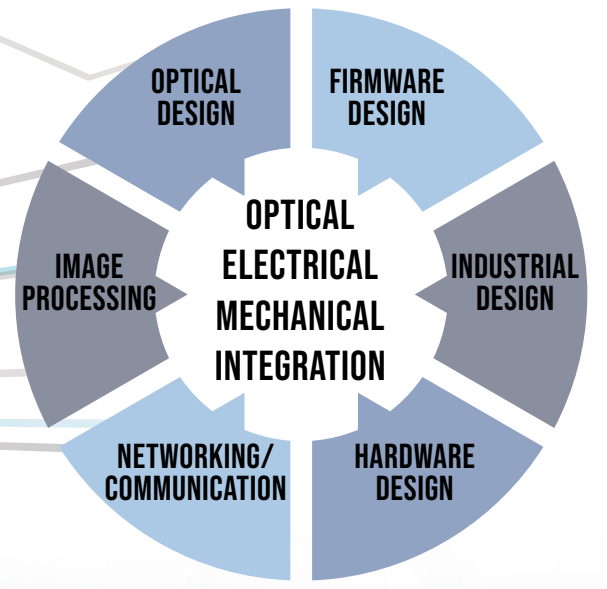 OPTICAL
DESIGN
FIRMWARE
DESIGN
IMAGE
PROCESSING
OPTICAL
ELECTRICAL
MECHANICAL
INTEGRATION
INDUSTRIAL
DESIGN
NETWORKING/
COMMUNICATION
HARDWARE
DESIGN